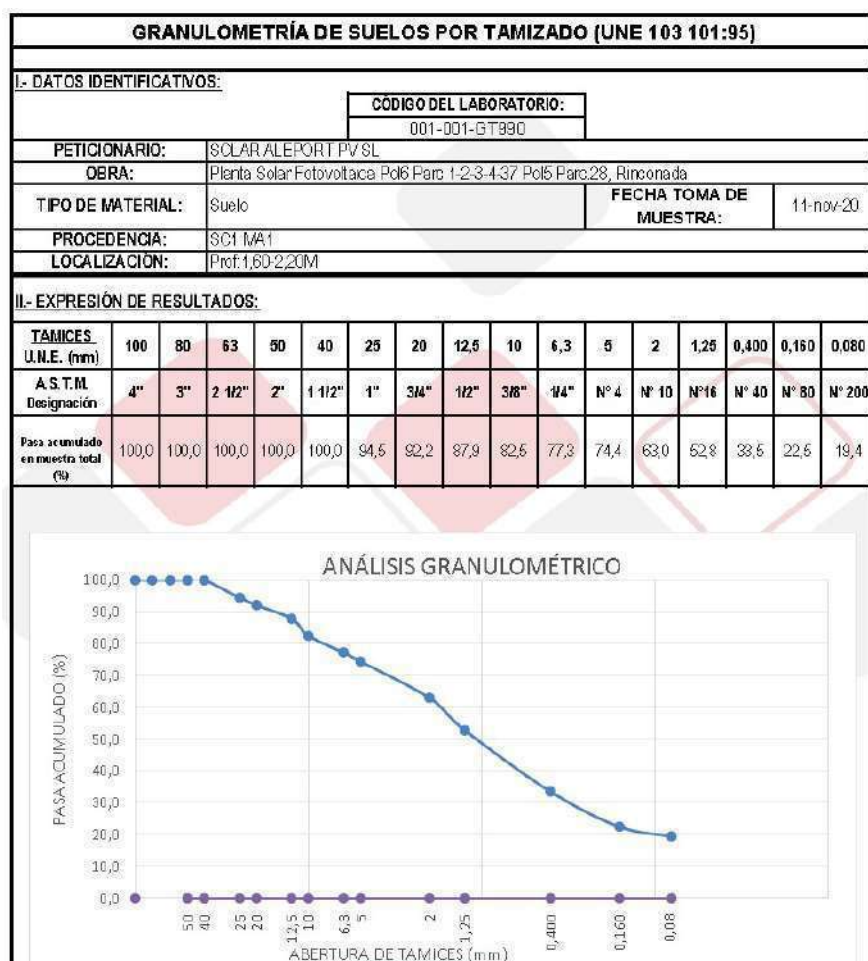 GRANULOMETRÍA DE SUELOS POR TAMIZADO (UNE 103 101:95)
I.- DATOS IDENTIFICATIVOS:
CÓDIGO DEL LABORATORIO:
001-001-GT990
PETICIONARIO: SOLAR ALEPORT PV SL
OBRA: Planta Solar Fotovoltaica Pol6 Parc 1-2-3-4-37 Pol5 Parc.28, Rinconada
TIPO DE MATERIAL: Suelo FECHA TOMA DE MUESTRA: 11-nov-20
PROCEDENCIA: SC1 MA1
LOCALIZACIÓN: Prof:1,60-2,20M
II.- EXPRESIÓN DE RESULTADOS:
TAMICES U.N.E. (mm) 100 80 63 50 40 25 20 12,5 10 6,3 5 2 1,25 0,400 0,160 0,080
A.S.T.M. Designación 4" 3" 2 1/2" 2" 1 1/2" 1" 3/4" 1/2" 3/8" 1/4" Nº 4 Nº 10 Nº16 Nº 40 Nº 80 Nº 200
Pasa acumulado en muestra total (%) 100,0 100,0 100,0 100,0 100,0 94,5 92,2 87,9 82,5 77,3 74,4 63,0 52,8 33,5 22,5 19,4
ANÁLISIS GRANULOMÉTRICO
PASA ACUMULADO (%)
100,0
90,0
80,0
70,0
60,0
50,0
40,0
30,0
20,0
10,0
0,0
50 40 25 20 12,5 10 6,3 5 2 1,25 0,400 0,160 0,08
ABERTURA DE TAMICES (mm)